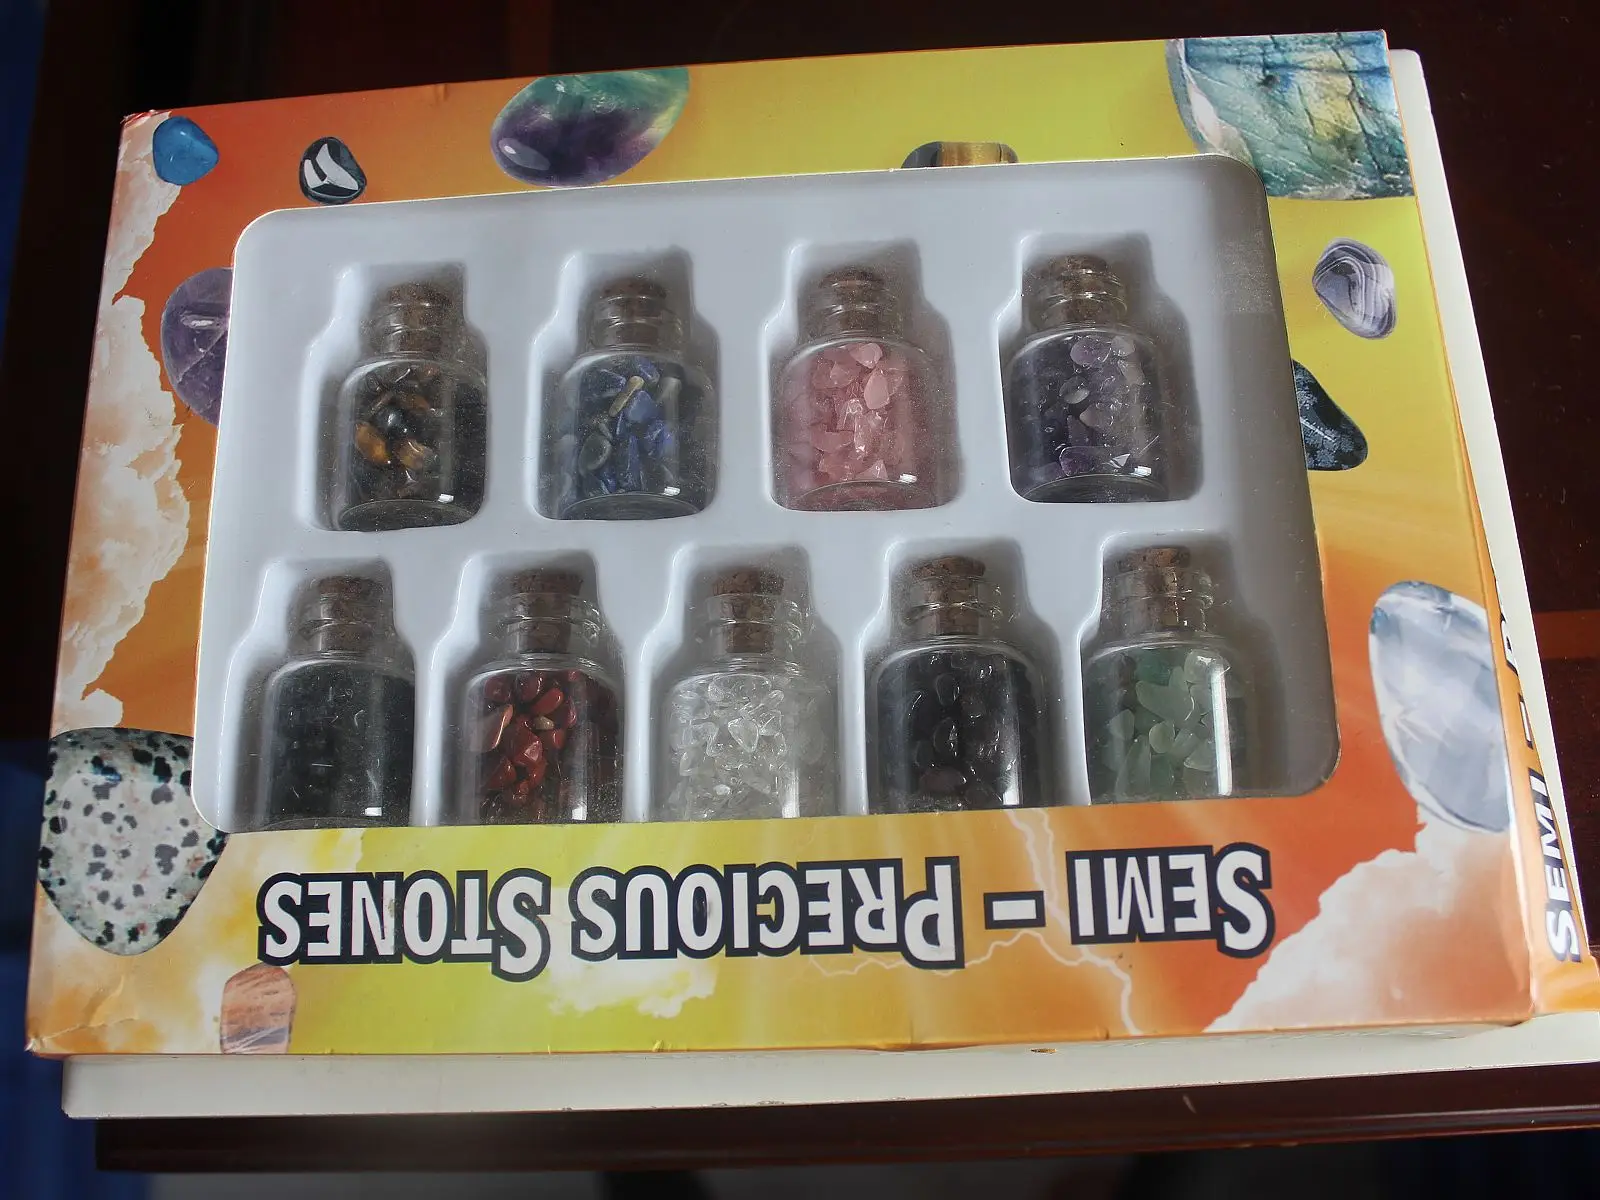 SEMI - PRECIOUS STONES
SEMI - P